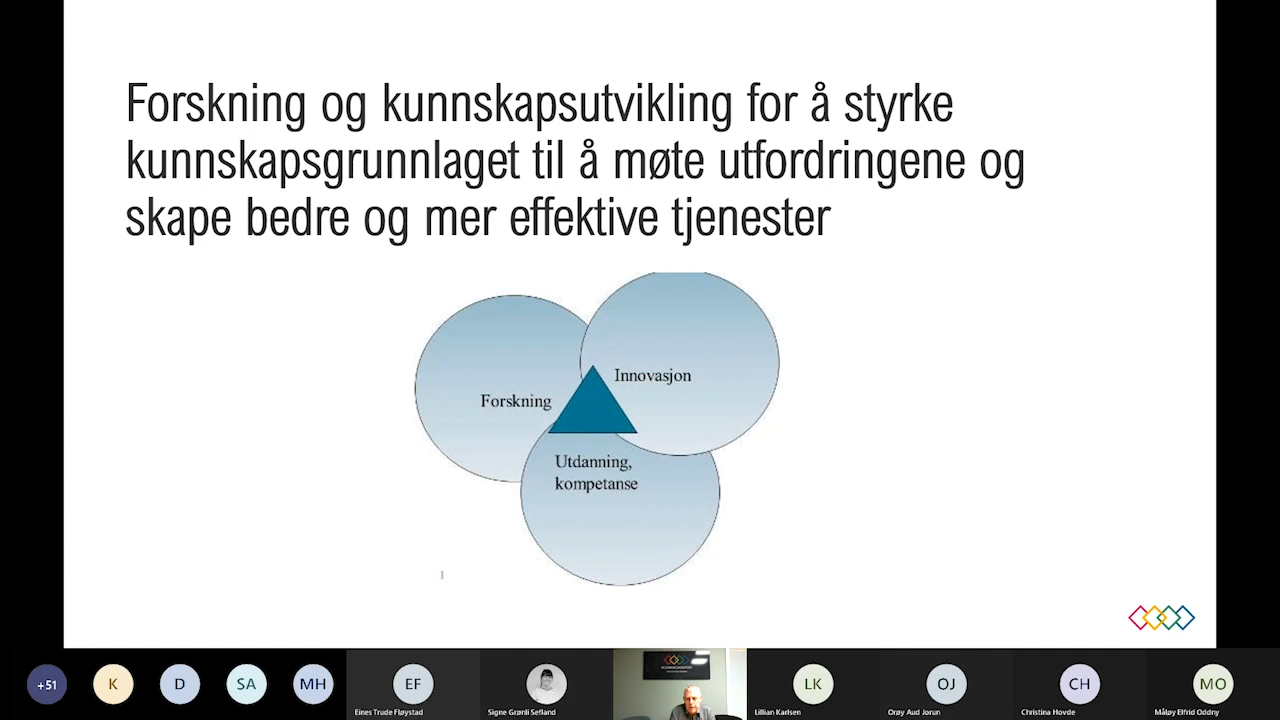 Forskning og kunnskapsutvikling for å styrke
kunnskapsgrunnlaget til å møte utfordringene og
skape bedre og mer effektive tjenester
Innovasjon
Forskning
Utdanning,
kompetanse
+51
K
D
SA
MH
EF
LK
OJ
CH
MO
Eines Trude Fløystad
Signe Grønli Sefland
Lillian Karlsen
Orøy Aud Jorun
Christina Hovde
Måløy Elfrid Oddny